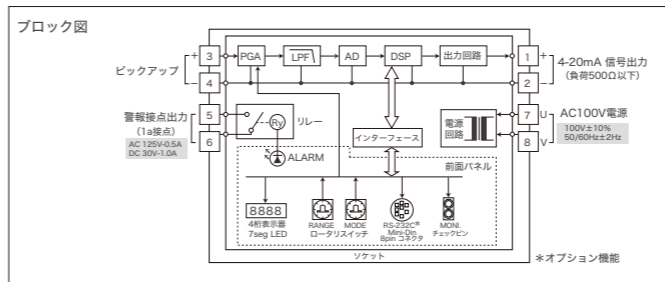 ブロック図
ピックアップ
+ 3
- 4
PGA
LPF
AD
DSP
出力回路
1 +
2 -
4-20mA 信号出力
(負荷500Ω以下)
警報接点出力
(1a接点)
AC 125V-0.5A
DC 30V-1.0A
5
6
Ry
リレー
ALARM
インターフェース
電源
回路
7 U
8 V
AC100V電源
100V±10%
50/60Hz±2Hz
前面パネル
8888
4桁表示器
7seg LED
RANGE MODE
ロータリスイッチ
RS-232C*
Mini-Din
8pin コネクタ
MONI.
チェックピン
ソケット
*オプション機能